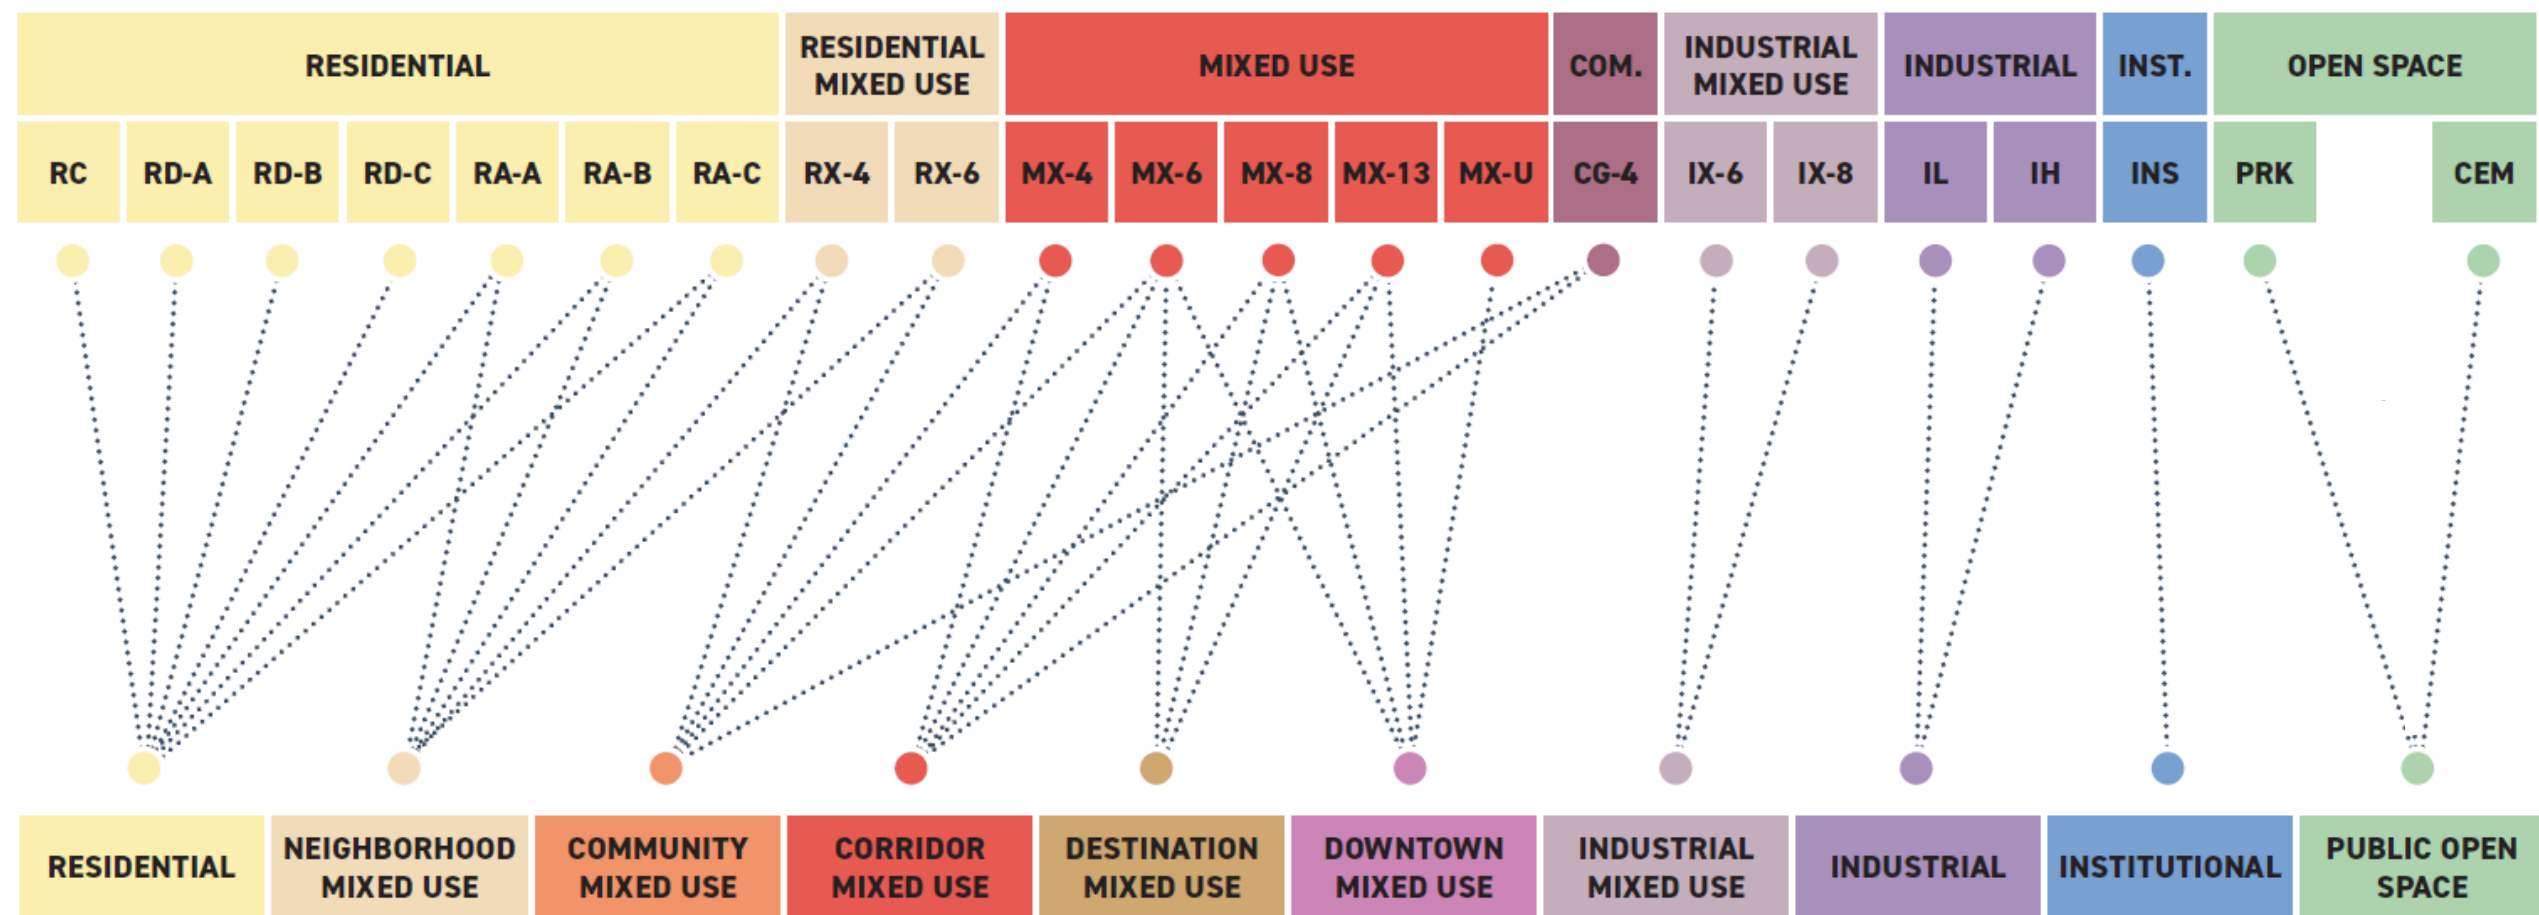 RESIDENTIAL
RESIDENTIAL
MIXED USE
MIXED USE
COM.
INDUSTRIAL
MIXED USE
INDUSTRIAL
INST.
OPEN SPACE
RC
RD-A
RD-B
RD-C
RA-A
RA-B
RA-C
RX-4
RX-6
MX-4
MX-6
MX-8
MX-13
MX-U
CG-4
IX-6
IX-8
IL
IH
INS
PRK
CEM
RESIDENTIAL
NEIGHBORHOOD
MIXED USE
COMMUNITY
MIXED USE
CORRIDOR
MIXED USE
DESTINATION
MIXED USE
DOWNTOWN
MIXED USE
INDUSTRIAL
MIXED USE
INDUSTRIAL
INSTITUTIONAL
PUBLIC OPEN
SPACE